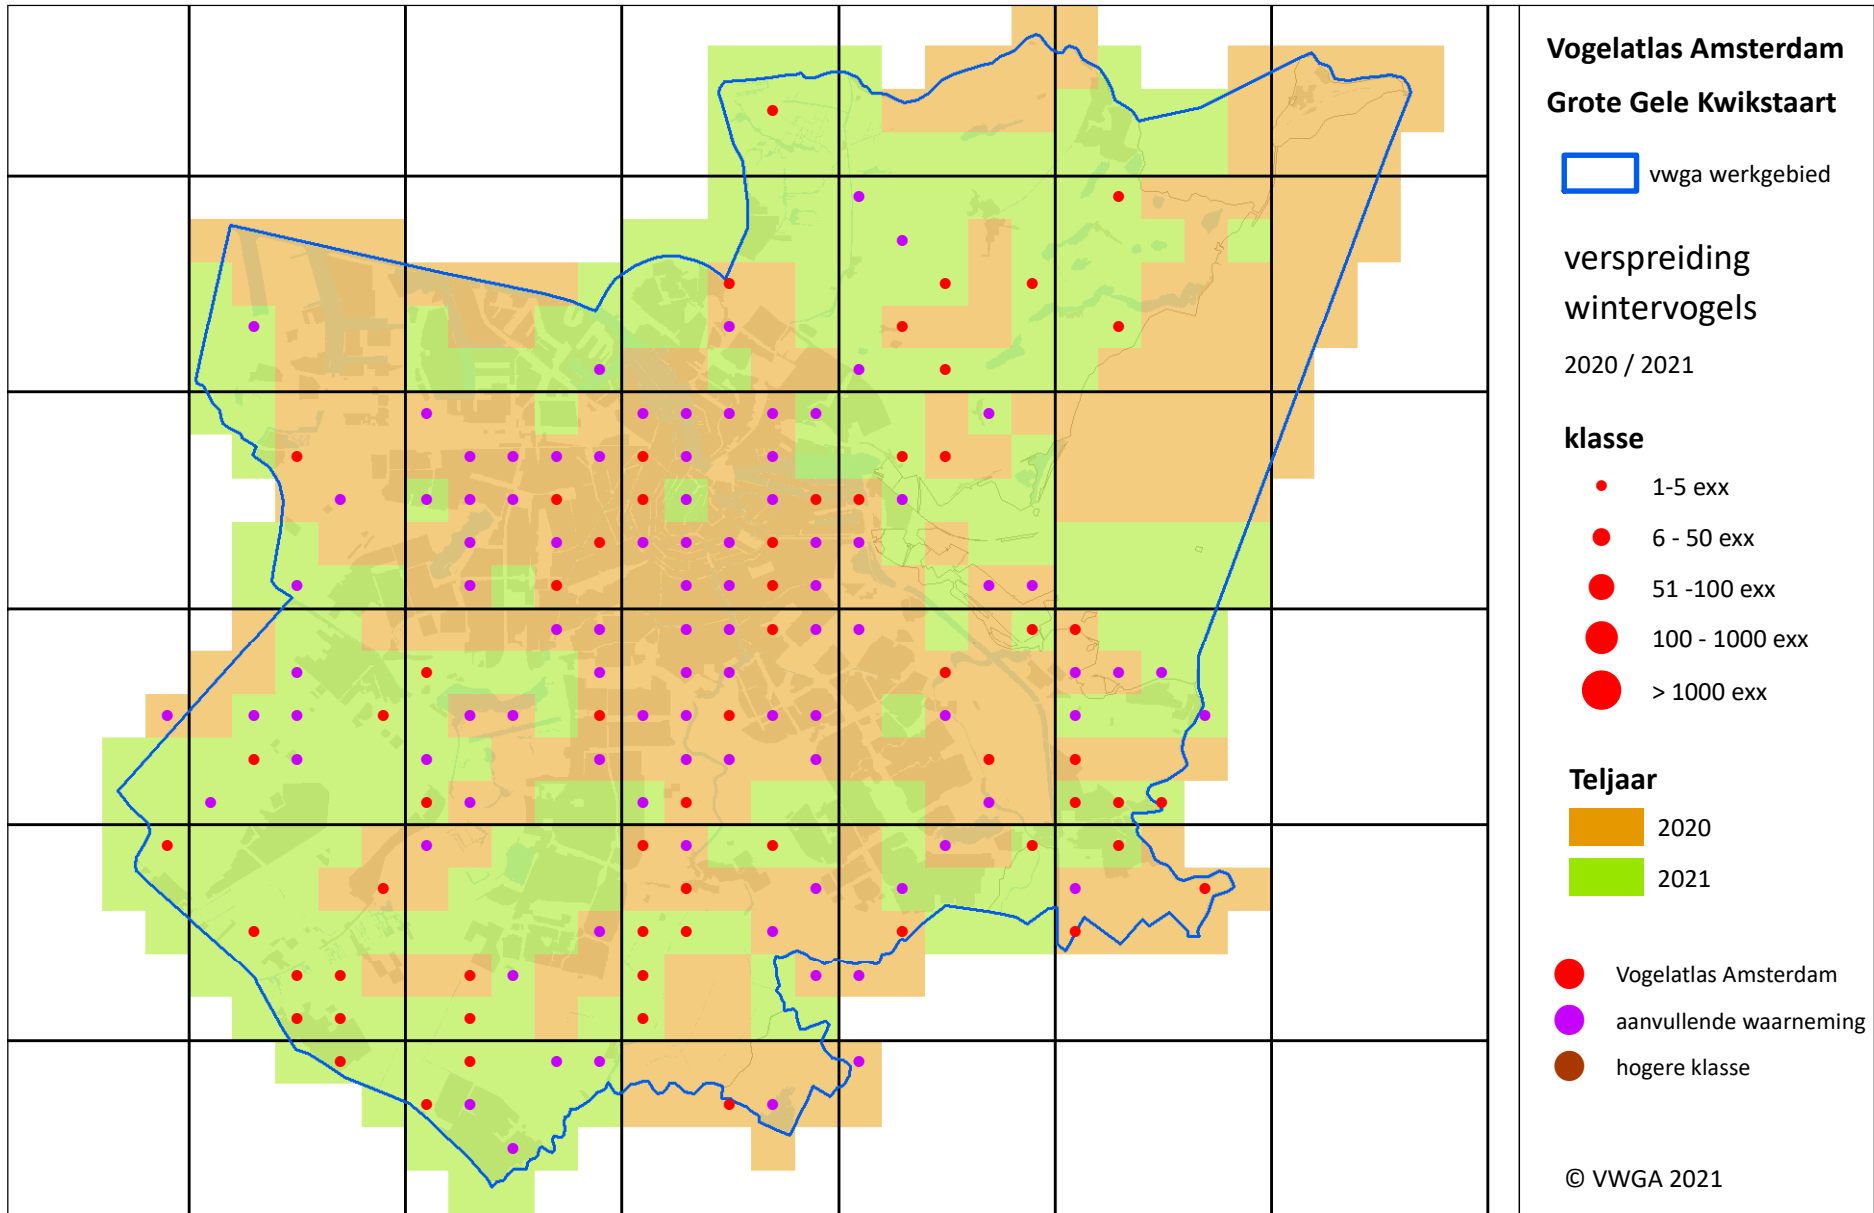 Vogelatlas Amsterdam
Grote Gele Kwikstaart
vwga werkgebied
verspreiding
wintervogels
2020 / 2021
klasse
1-5 exx
6 - 50 exx
51 -100 exx
100 - 1000 exx
> 1000 exx
Teljaar
2020
2021
Vogelatlas Amsterdam
aanvullende waarneming
hogere klasse
© VWGA 2021